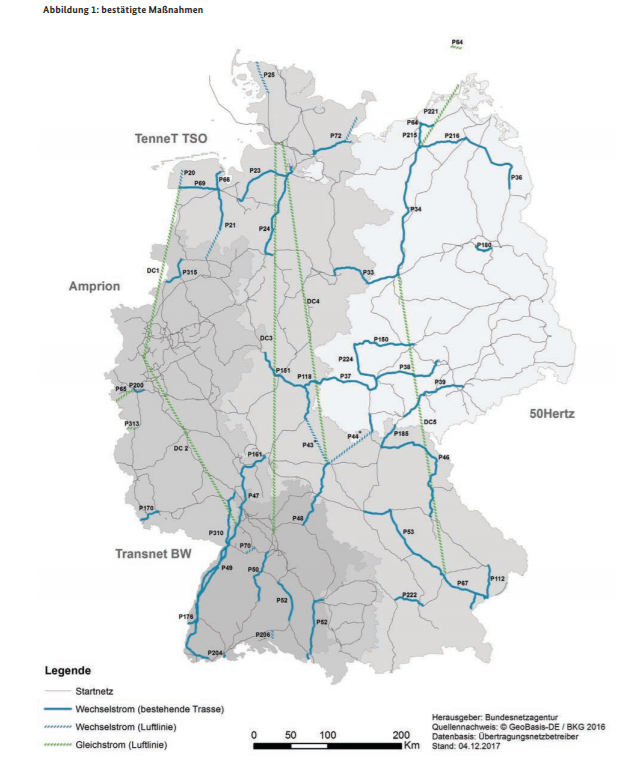 Abbildung 1: bestätigte Maßnahmen
P64
P25
P221
P64
P72
P215
P216
TenneT TSO
P20
P23
P69
P68
P36
P34
P21
P24
P180
DC1
P315
P33
Amprion
DC4
DC3
P150
P224
P151
P118
P37
P38
P39
P65
P200
50Hertz
P313
DC5
P44
P185
P43
DC 2
P161
P46
P47
P170
P48
P310
P53
P70
Transnet BW
P49
P50
P67
P112
P52
P222
P176
P52
P206
P204
Legende
Startnetz
Wechselstrom (bestehende Trasse)
Wechselstrom (Luftlinie)
Gleichstrom (Luftlinie)
0 50 100 200
Km
Herausgeber: Bundesnetzagentur
Quellennachweis: © GeoBasis-DE / BKG 2016
Datenbasis: Übertragungsnetzbetreiber
Stand: 04.12.2017